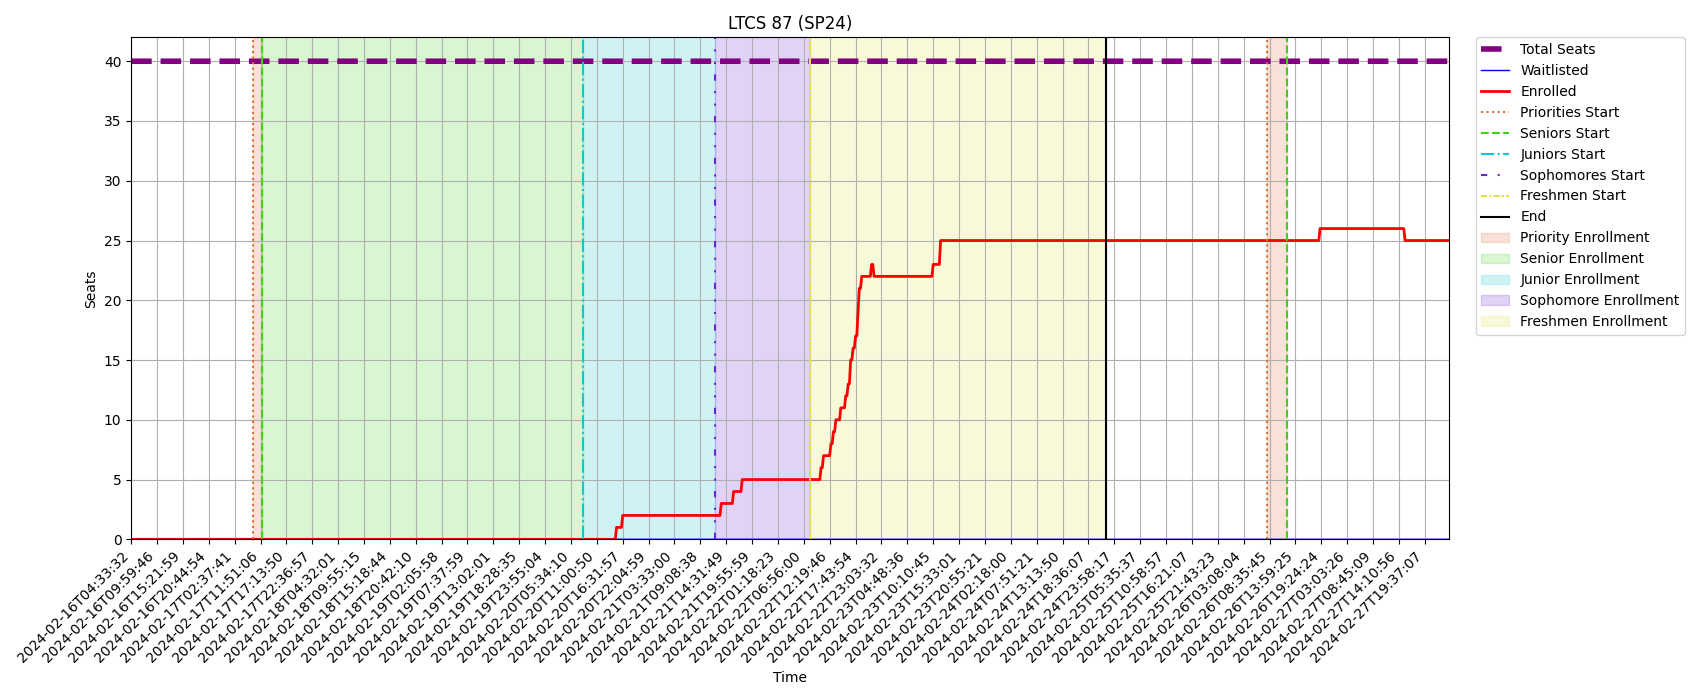 LTCS 87 (SP24)
Seats
40
35
30
25
20
15
10
5
0
2024-02-16T04:33:32
2024-02-16T09:59:46
2024-02-16T15:21:59
2024-02-16T20:44:54
2024-02-17T02:37:41
2024-02-17T11:51:06
2024-02-17T17:13:50
2024-02-17T22:36:57
2024-02-18T04:32:01
2024-02-18T09:55:15
2024-02-18T15:18:44
2024-02-18T20:42:10
2024-02-19T02:05:58
2024-02-19T07:37:59
2024-02-19T13:02:01
2024-02-19T18:28:35
2024-02-19T23:55:04
2024-02-20T05:34:10
2024-02-20T11:00:50
2024-02-20T16:31:57
2024-02-20T22:04:59
2024-02-21T03:33:00
2024-02-21T09:08:38
2024-02-21T14:31:49
2024-02-21T19:55:59
2024-02-22T01:18:23
2024-02-22T06:56:00
2024-02-22T12:19:46
2024-02-22T17:43:54
2024-02-22T23:03:32
2024-02-23T04:48:36
2024-02-23T10:10:45
2024-02-23T15:33:01
2024-02-23T20:55:21
2024-02-24T02:18:00
2024-02-24T07:51:21
2024-02-24T13:13:50
2024-02-24T18:36:07
2024-02-24T23:58:17
2024-02-25T05:35:37
2024-02-25T10:58:57
2024-02-25T16:21:07
2024-02-25T21:43:23
2024-02-26T03:08:04
2024-02-26T08:35:45
2024-02-26T13:59:25
2024-02-26T19:24:24
2024-02-27T03:03:26
2024-02-27T08:45:09
2024-02-27T14:10:56
2024-02-27T19:37:07
Time
Total Seats
Waitlisted
Enrolled
Priorities Start
Seniors Start
Juniors Start
Sophomores Start
Freshmen Start
End
Priority Enrollment
Senior Enrollment
Junior Enrollment
Sophomore Enrollment
Freshmen Enrollment